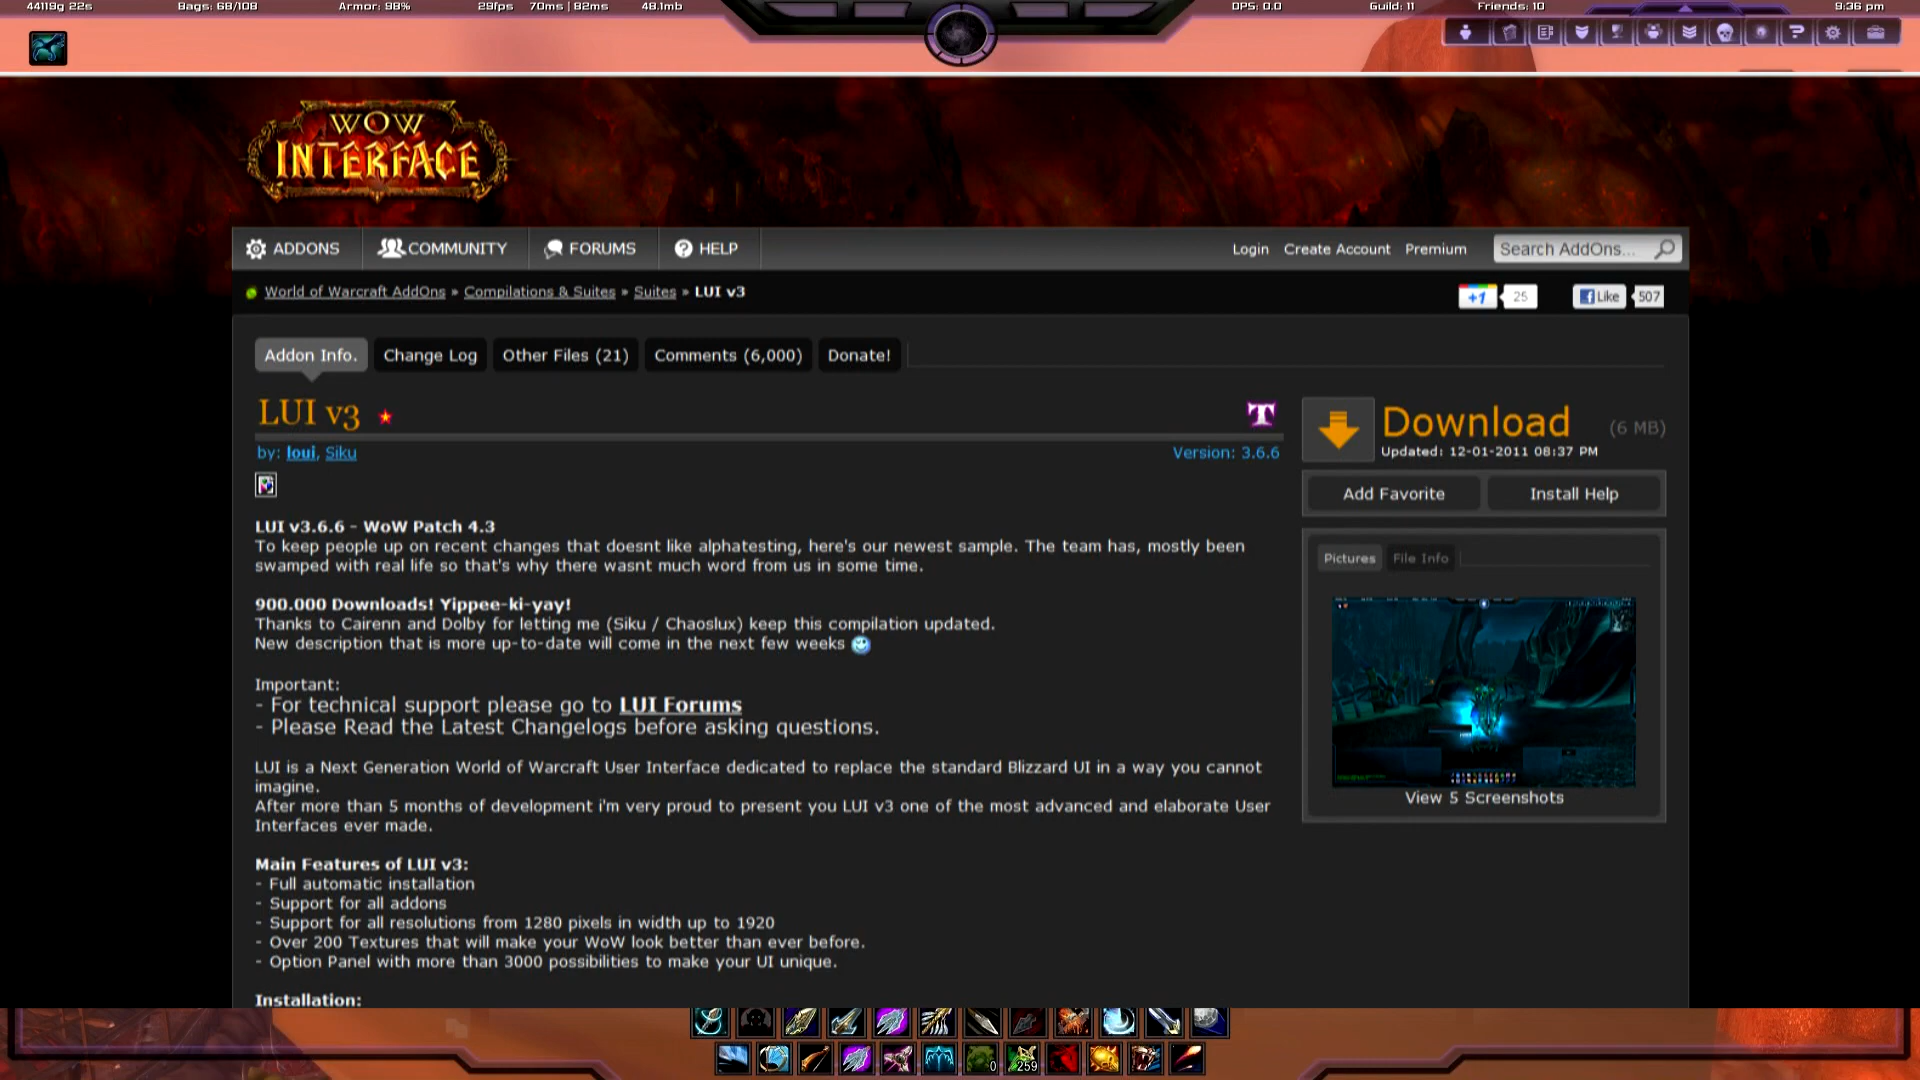 44119g 22s Bags: 68/108 Armor: 98% 29fps 70ms | 82ms 48.1mb DPS: 0.0 Guild: 11 Friends: 10 9:36 pm
WOW
INTERFACE
ADDONS COMMUNITY FORUMS HELP Login Create Account Premium Search AddOns...
World of Warcraft AddOns » Compilations & Suites » Suites » LUI v3 +1 25 Like 507
Addon Info. Change Log Other Files (21) Comments (6,000) Donate!
LUI v3 T
by: loui, Siku Version: 3.6.6
Download (6 MB)
Updated: 12-01-2011 08:37 PM
Add Favorite Install Help
LUI v3.6.6 - WoW Patch 4.3
To keep people up on recent changes that doesnt like alphatesting, here's our newest sample. The team has, mostly been
swamped with real life so that's why there wasnt much word from us in some time.
900.000 Downloads! Yippee-ki-yay!
Thanks to Cairenn and Dolby for letting me (Siku / Chaoslux) keep this compilation updated.
New description that is more up-to-date will come in the next few weeks
Important:
- For technical support please go to LUI Forums
- Please Read the Latest Changelogs before asking questions.
LUI is a Next Generation World of Warcraft User Interface dedicated to replace the standard Blizzard UI in a way you cannot
imagine.
After more than 5 months of development i'm very proud to present you LUI v3 one of the most advanced and elaborate User
Interfaces ever made.
Main Features of LUI v3:
- Full automatic installation
- Support for all addons
- Support for all resolutions from 1280 pixels in width up to 1920
- Over 200 Textures that will make your WoW look better than ever before.
- Option Panel with more than 3000 possibilities to make your UI unique.
Installation:
Pictures File Info
View 5 Screenshots
0 259